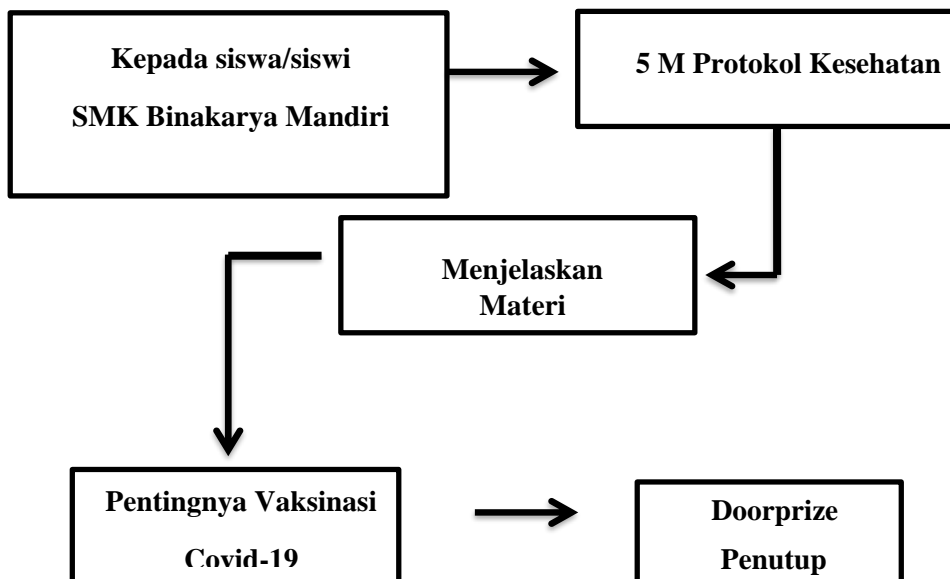 Kepada siswa/siswi
SMK Binakarya Mandiri
5 M Protokol Kesehatan
Menjelaskan
Materi
Pentingnya Vaksinasi
Covid-19
Doorprize
Penutup